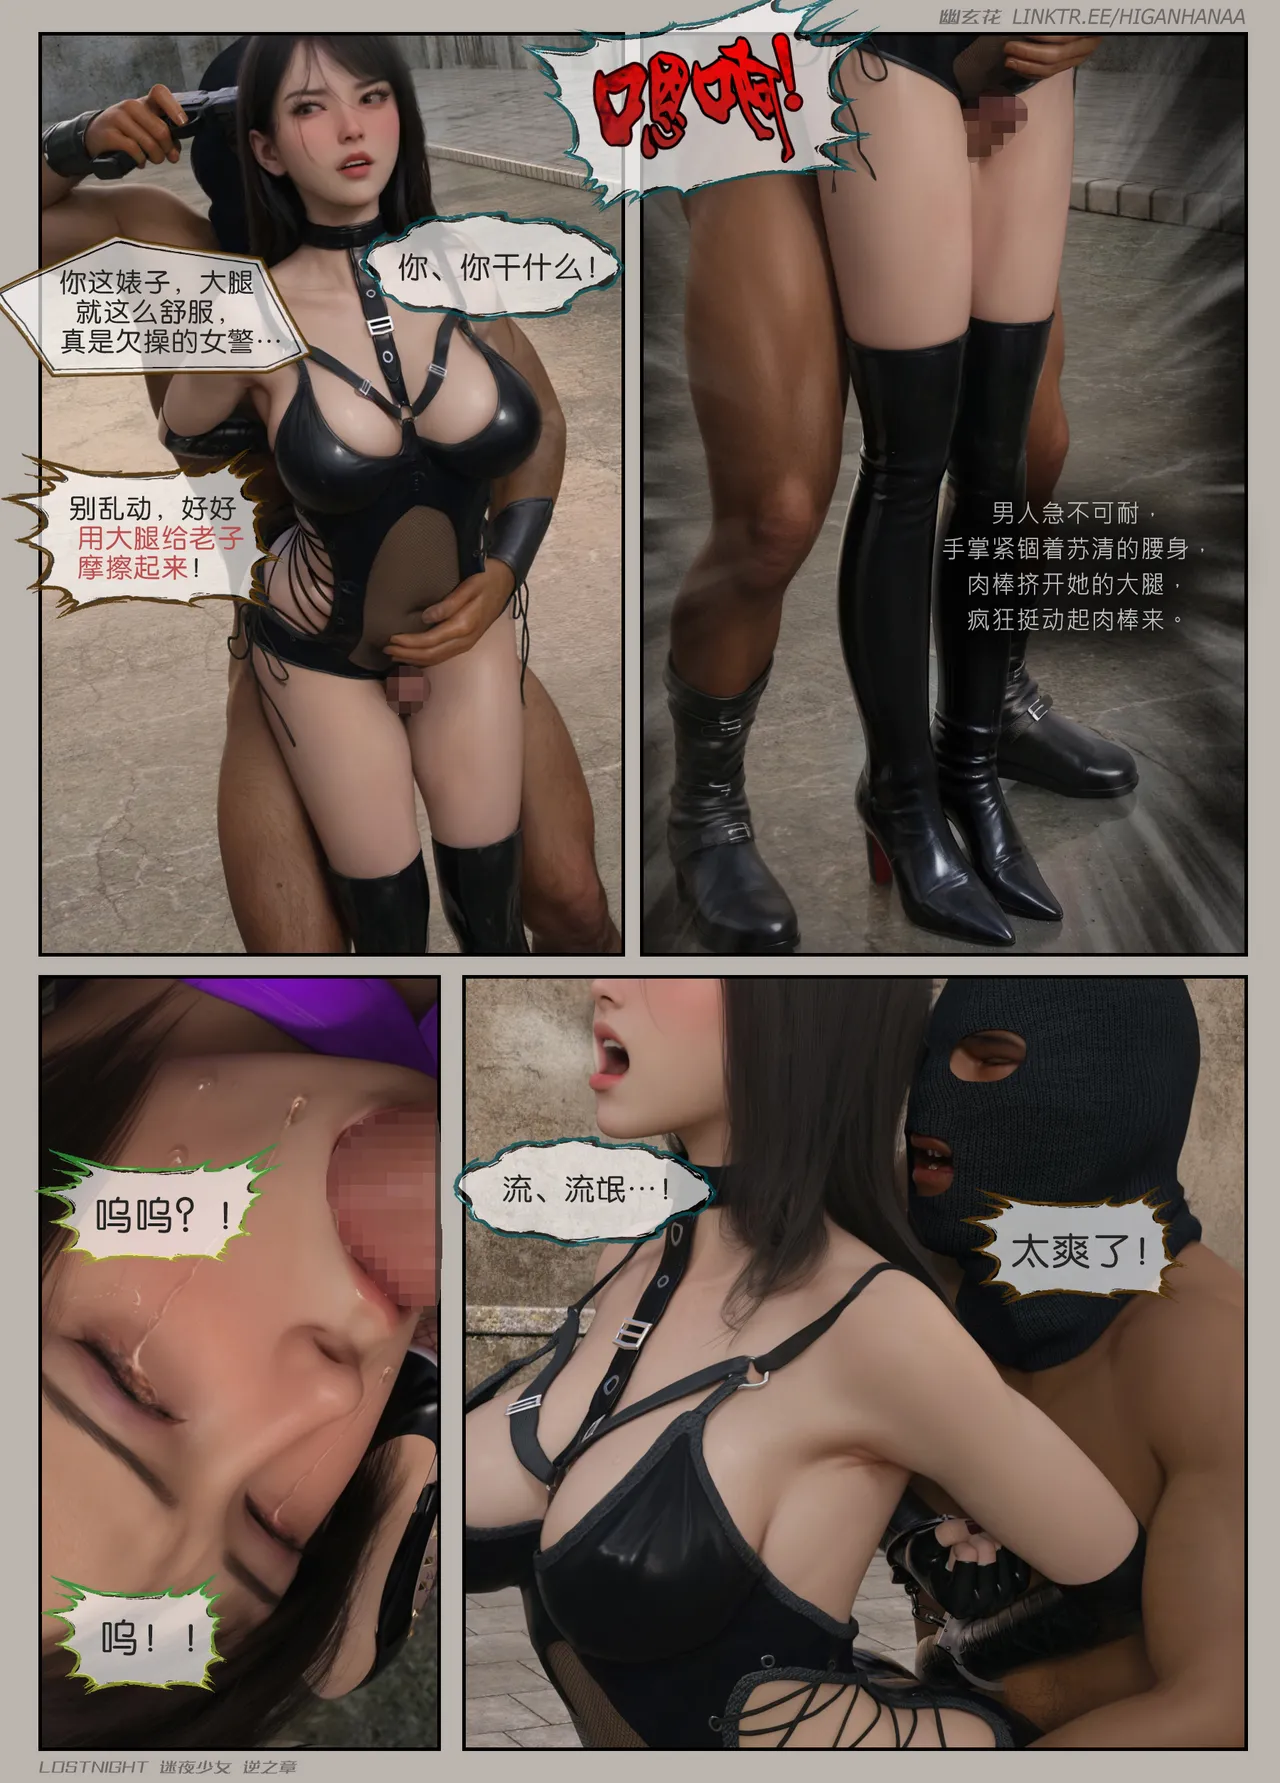 幽玄花 LINKTR.EE/HIGANHANAA
嗯啊！
你、你干什么！
你这婊子，大腿
就这么舒服，
真是欠操的女警…
别乱动，好好
用大腿给老子
摩擦起来！
男人急不可耐，
手掌紧锢着苏清的腰身，
肉棒挤开她的大腿，
疯狂挺动起肉棒来。
呜呜？！
呜！！
流、流氓…！
太爽了！
LOSTNIGHT 迷夜少女 逆之章